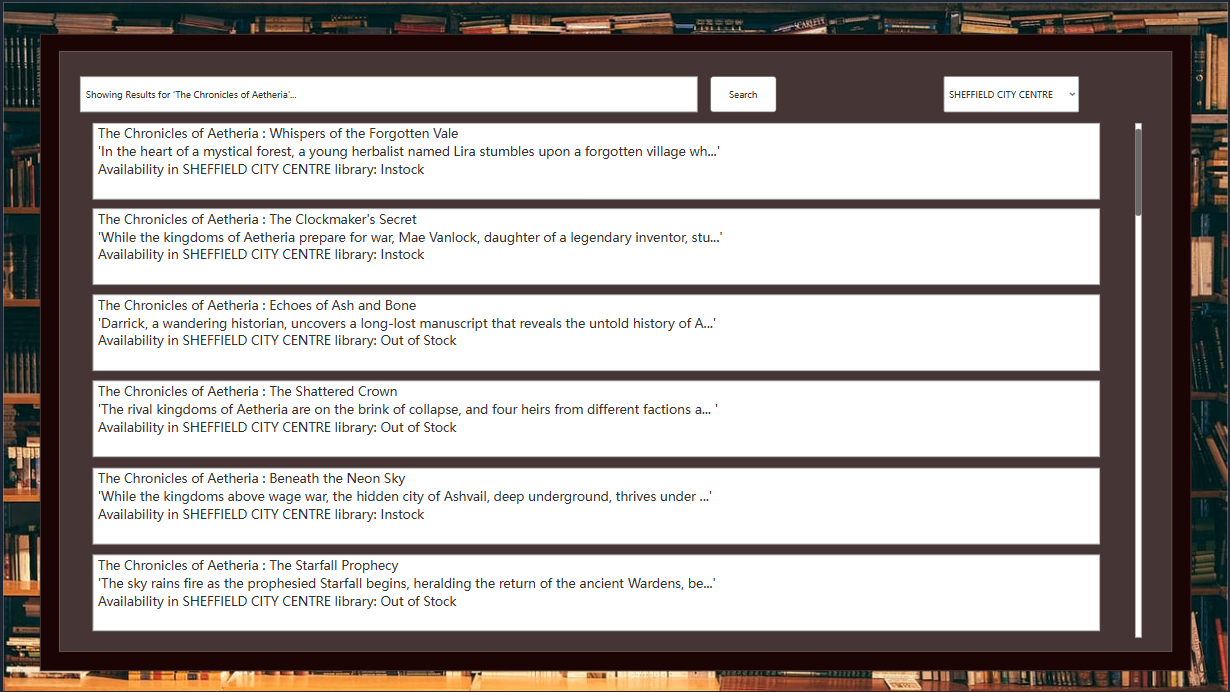 SCARLETT
Showing Results for 'The Chronicles of Aetheria'...
Search
SHEFFIELD CITY CENTRE
The Chronicles of Aetheria : Whispers of the Forgotten Vale
'In the heart of a mystical forest, a young herbalist named Lira stumbles upon a forgotten village wh...'
Availability in SHEFFIELD CITY CENTRE library: Instock
The Chronicles of Aetheria : The Clockmaker's Secret
'While the kingdoms of Aetheria prepare for war, Mae Vanlock, daughter of a legendary inventor, stu...'
Availability in SHEFFIELD CITY CENTRE library: Instock
The Chronicles of Aetheria : Echoes of Ash and Bone
'Darrick, a wandering historian, uncovers a long-lost manuscript that reveals the untold history of A...'
Availability in SHEFFIELD CITY CENTRE library: Out of Stock
The Chronicles of Aetheria : The Shattered Crown
'The rival kingdoms of Aetheria are on the brink of collapse, and four heirs from different factions a... '
Availability in SHEFFIELD CITY CENTRE library: Out of Stock
The Chronicles of Aetheria : Beneath the Neon Sky
'While the kingdoms above wage war, the hidden city of Ashvail, deep underground, thrives under ...'
Availability in SHEFFIELD CITY CENTRE library: Instock
The Chronicles of Aetheria : The Starfall Prophecy
'The sky rains fire as the prophesied Starfall begins, heralding the return of the ancient Wardens, be...'
Availability in SHEFFIELD CITY CENTRE library: Out of Stock